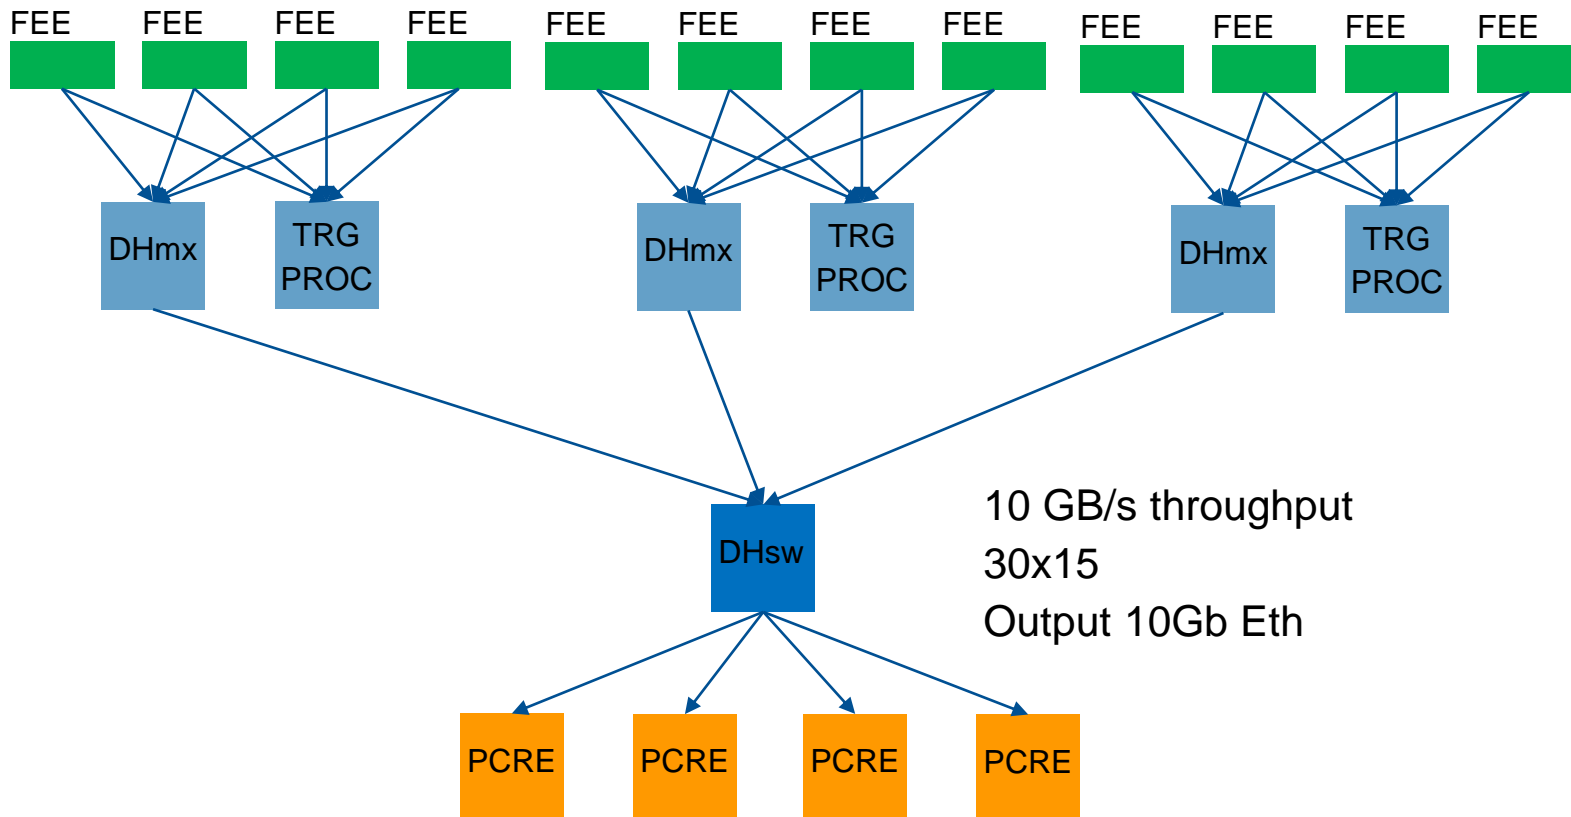 FEE FEE FEE FEE FEE FEE FEE FEE FEE FEE FEE FEE
DHmx
TRG
PROC
DHmx
TRG
PROC
DHmx
TRG
PROC
DHsw
10 GB/s throughput
30x15
Output 10Gb Eth
PCRE PCRE PCRE PCRE